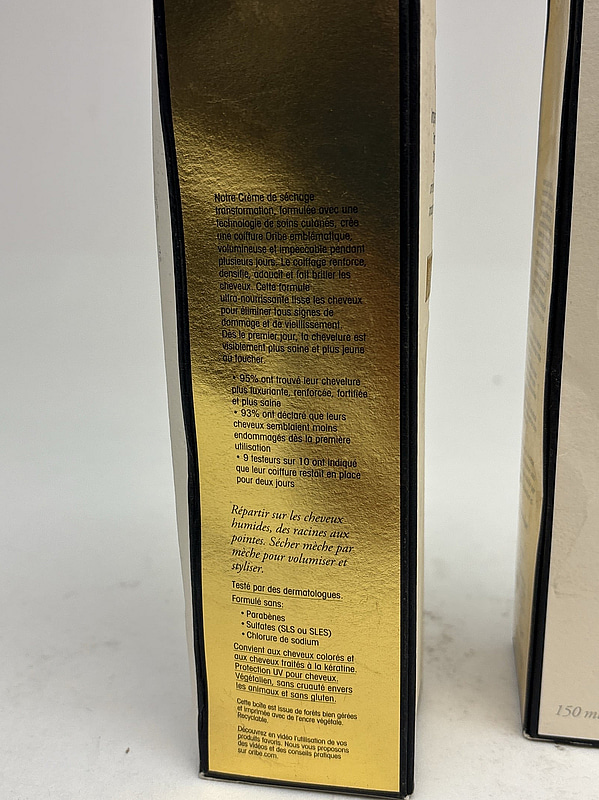 Notre Crème de séchage
transformation, formulée avec une
technologie de soins cutanés, crée
une coiffure Oribe emblématique,
volumineuse et impeccable pendant
plusieurs jours. Le coiffage renforce,
densifie, adoucit et fait briller les
cheveux. Cette formule
ultra-nourrissante lisse les cheveux
pour éliminer tous signes de
dommage et de vieillissement.
Dès le premier jour, la chevelure est
visiblement plus saine et plus jeune
au toucher.
• 95% ont trouvé leur chevelure
plus luxuriante, renforcée, fortifiée
et plus saine
• 93% ont déclaré que leurs
cheveux semblaient moins
endommagés dès la première
utilisation
• 9 testeurs sur 10 ont indiqué
que leur coiffure restait en place
pour deux jours
Répartir sur les cheveux
humides, des racines aux
pointes. Sécher mèche par
mèche pour volumiser et
styliser.
Testé par des dermatologues.
Formulé sans:
• Parabènes
• Sulfates (SLS ou SLES)
• Chlorure de sodium
Convient aux cheveux colorés et
aux cheveux traités à la kératine.
Protection UV pour cheveux.
Végétalien, sans cruauté envers
les animaux et sans gluten.
Cette boîte est issue de forêts bien gérées
et imprimée avec de l'encre végétale.
Recyclable.
Découvrez en vidéo l'utilisation de vos
produits favoris. Nous vous proposons
des vidéos et des conseils pratiques
sur oribe.com.
150 m